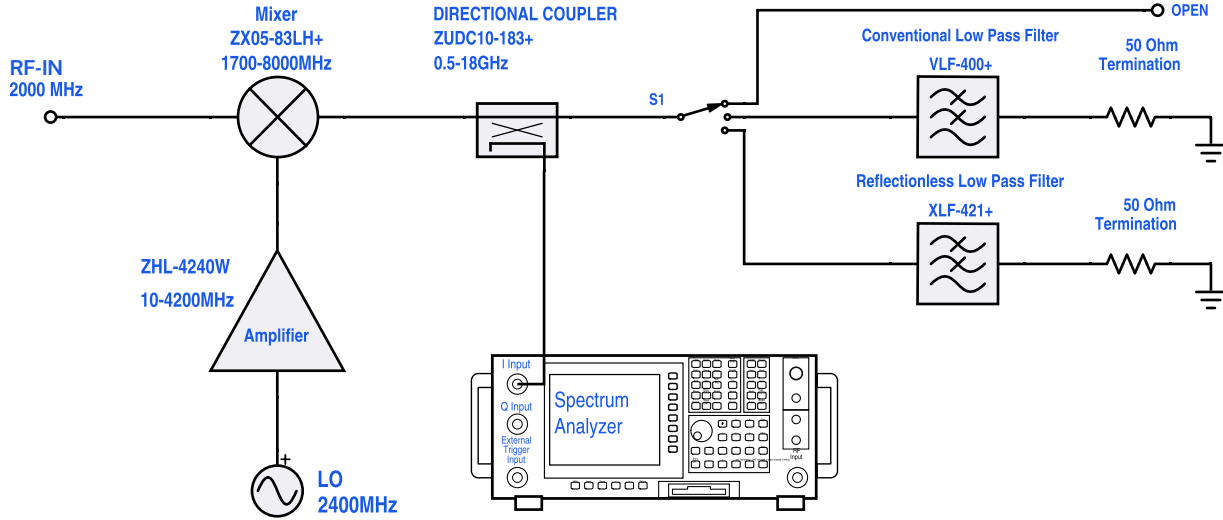 Mixer
ZX05-83LH+
1700-8000MHz
DIRECTIONAL COUPLER
ZUDC10-183+
0.5-18GHz
OPEN
Conventional Low Pass Filter
VLF-400+
50 Ohm
Termination
RF-IN
2000 MHz
S1
Reflectionless Low Pass Filter
XLF-421+
50 Ohm
Termination
ZHL-4240W
10-4200MHz
Amplifier
I Input
Q Input
External
Trigger
Input
Spectrum
Analyzer
RF
Input
+
LO
2400MHz